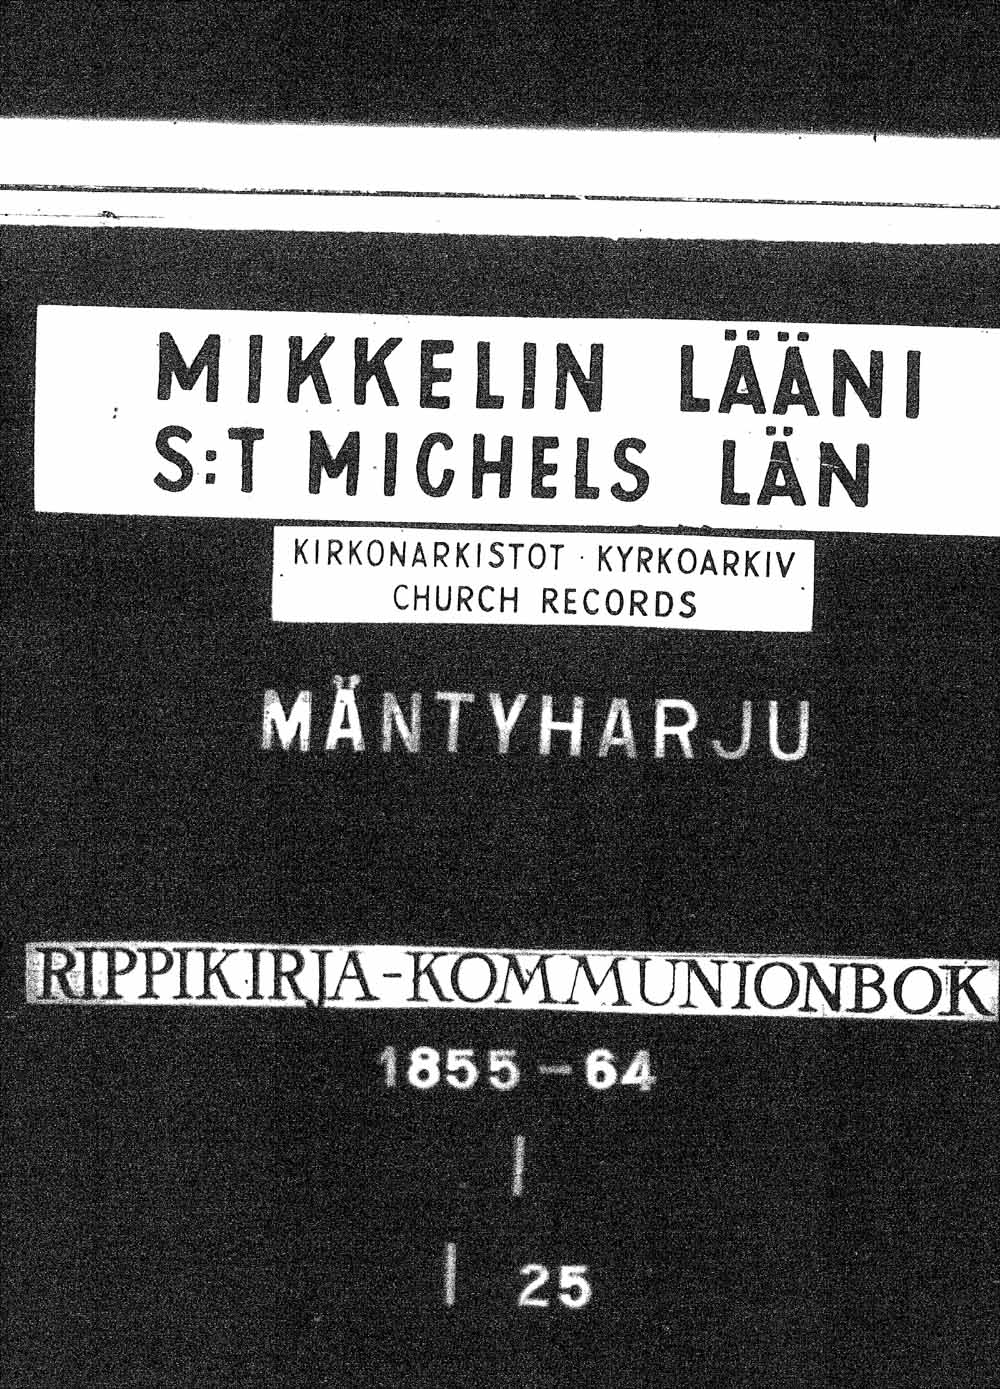 MIKKELIN LÄÄNI
S:T MICHELS LÄN
KIRKONARKISTOT · KYRKOARKIV
CHURCH RECORDS
MÄNTYHARJU
RIPPIKIRJA-KOMMUNIONBOK
1855-64
I
I 25